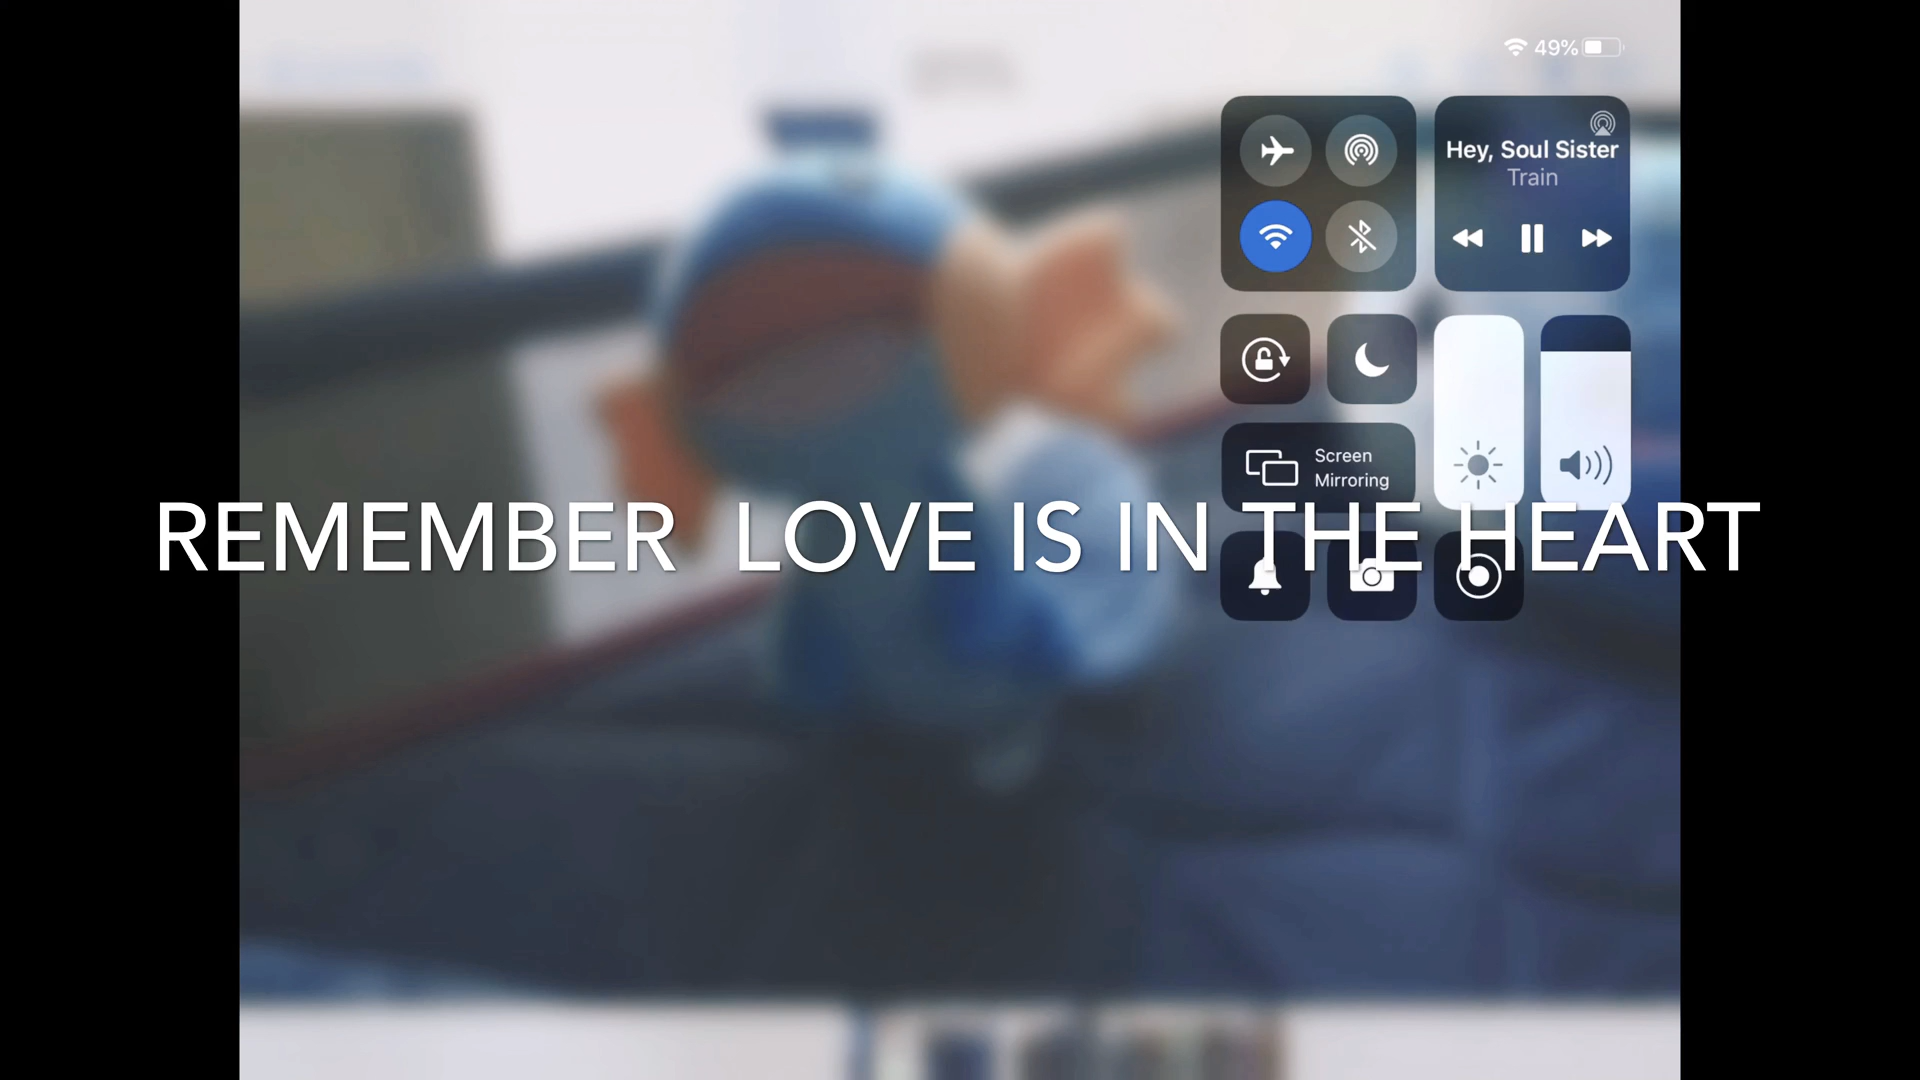 49%
Hey, Soul Sister
Train
Screen
Mirroring
REMEMBER  LOVE IS IN THE HEART